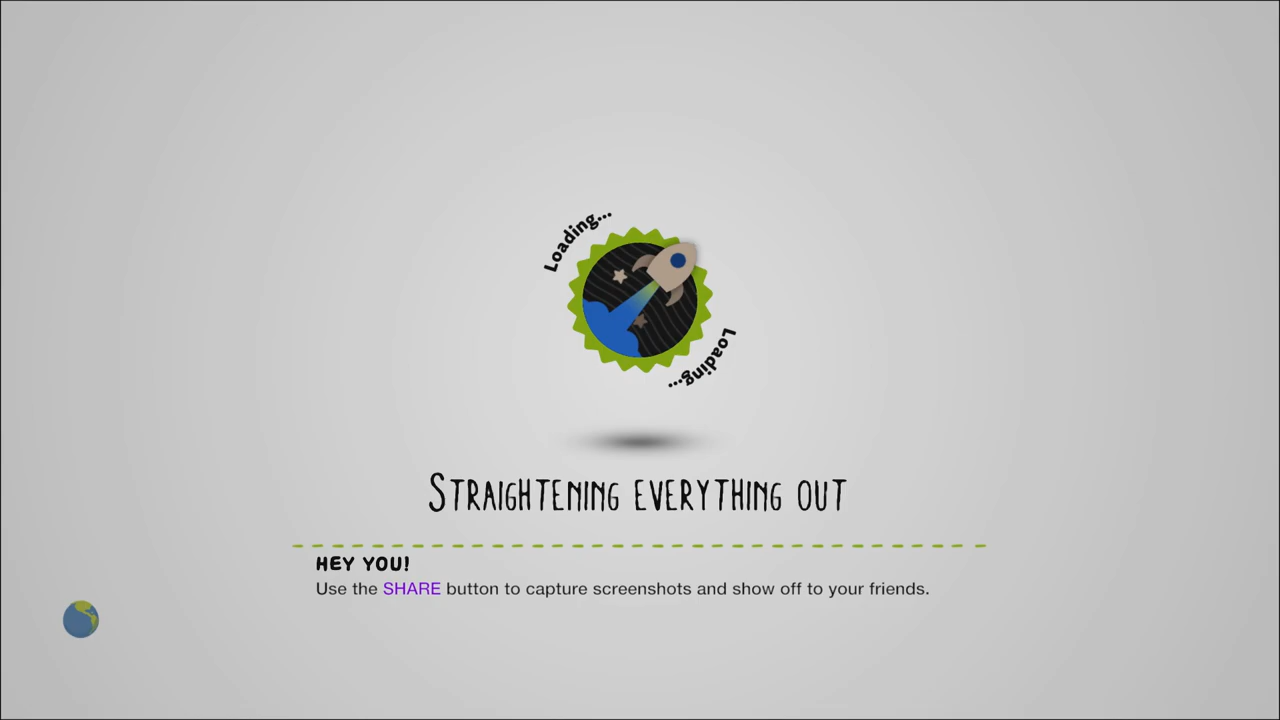 Loading...
Loading...
Straightening everything out
HEY YOU!
Use the SHARE button to capture screenshots and show off to your friends.